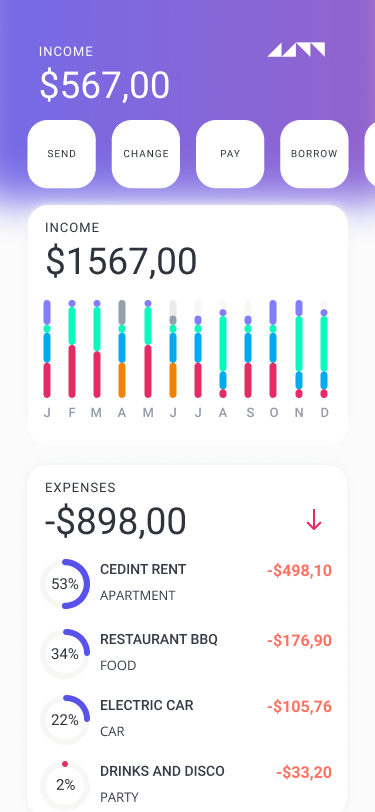 INCOME
$567,00
SEND
CHANGE
PAY
BORROW
INCOME
$1567,00
J F M A M J J A S O N D
EXPENSES
-$898,00
53%
CEDINT RENT
-$498,10
APARTMENT
34%
RESTAURANT BBQ
-$176,90
FOOD
22%
ELECTRIC CAR
-$105,76
CAR
2%
DRINKS AND DISCO
-$33,20
PARTY